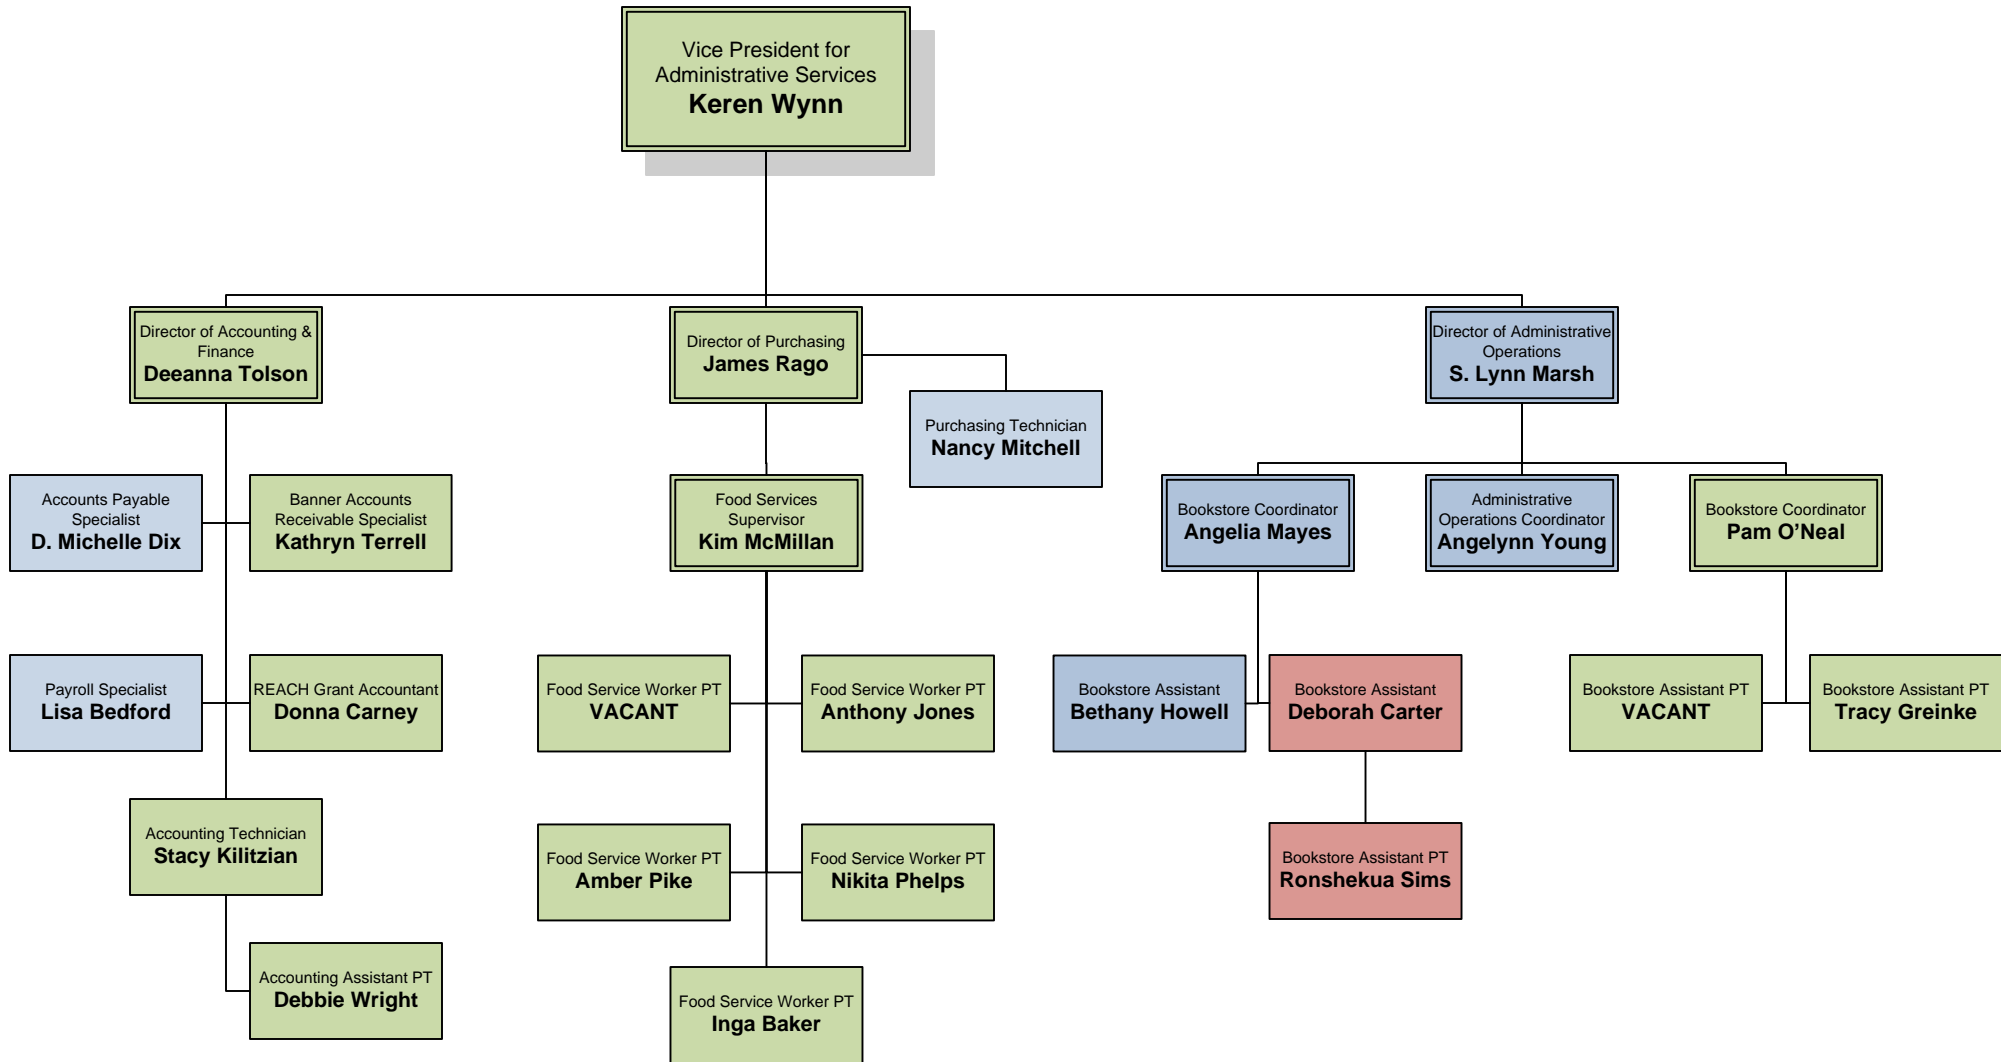 Vice President for
Administrative Services
Keren Wynn
Director of Accounting &
Finance
Deeanna Tolson
Director of Purchasing
James Rago
Director of Administrative
Operations
S. Lynn Marsh
Purchasing Technician
Nancy Mitchell
Accounts Payable
Specialist
D. Michelle Dix
Banner Accounts
Receivable Specialist
Kathryn Terrell
Food Services
Supervisor
Kim McMillan
Bookstore Coordinator
Angelia Mayes
Administrative
Operations Coordinator
Angelynn Young
Bookstore Coordinator
Pam O’Neal
Payroll Specialist
Lisa Bedford
REACH Grant Accountant
Donna Carney
Food Service Worker PT
VACANT
Food Service Worker PT
Anthony Jones
Bookstore Assistant
Bethany Howell
Bookstore Assistant
Deborah Carter
Bookstore Assistant PT
VACANT
Bookstore Assistant PT
Tracy Greinke
Accounting Technician
Stacy Kilitzian
Food Service Worker PT
Amber Pike
Food Service Worker PT
Nikita Phelps
Bookstore Assistant PT
Ronshekua Sims
Accounting Assistant PT
Debbie Wright
Food Service Worker PT
Inga Baker